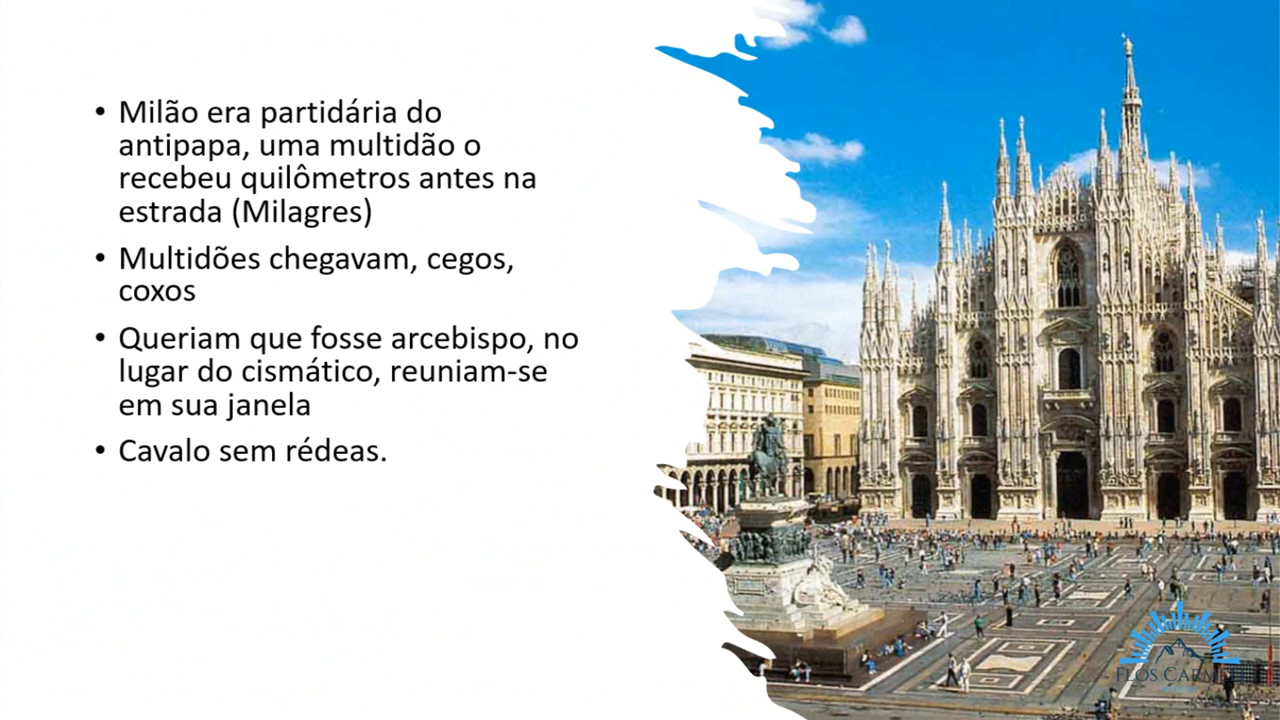 • Milão era partidária do
antipapa, uma multidão o
recebeu quilômetros antes na
estrada (Milagres)
• Multidões chegavam, cegos,
coxos
• Queriam que fosse arcebispo, no
lugar do cismático, reuniam-se
em sua janela
• Cavalo sem rédeas.
FLOS